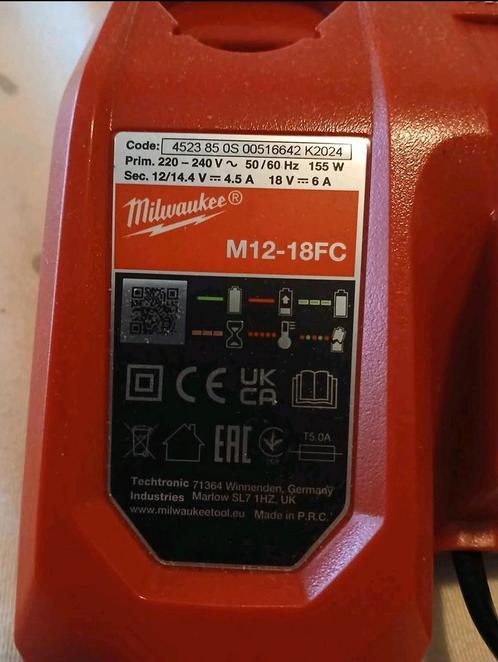 Code: 4523 85 0S 00516642 K2024
Prim. 220 – 240 V ~ 50/60 Hz 155 W
Sec. 12/14.4 V ⎓ 4.5 A 18 V ⎓ 6 A
Milwaukee®
M12-18FC
CE UK CA
EAC T5.0A
Techtronic 71364 Winnenden, Germany
Industries Marlow SL7 1HZ, UK
www.milwaukeetool.eu Made in P.R.C.